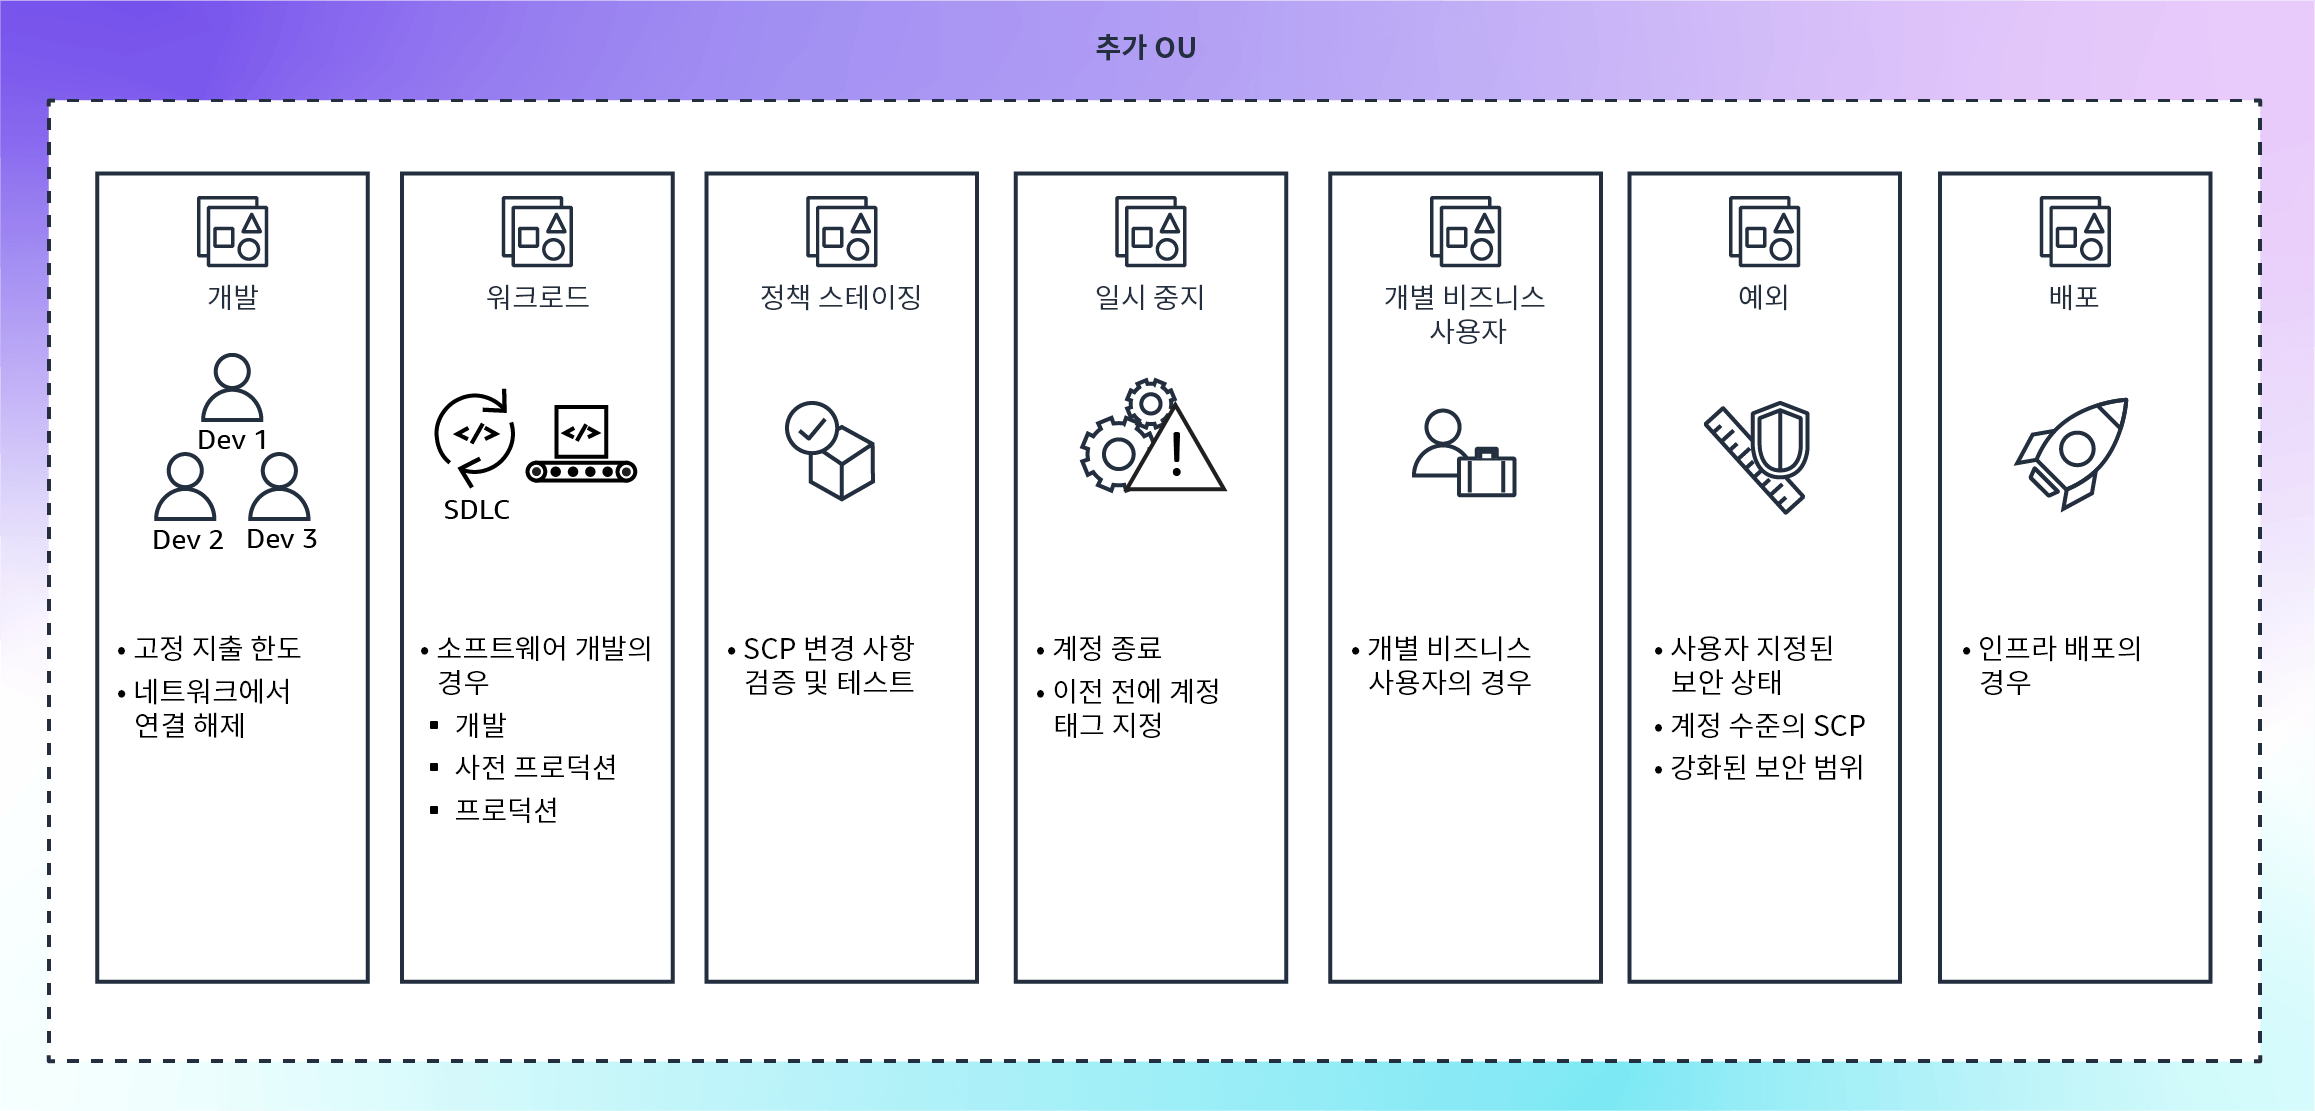 추가 OU
개발
Dev 1
Dev 2
Dev 3
• 고정 지출 한도
• 네트워크에서
연결 해제
워크로드
SDLC
• 소프트웨어 개발의
경우
▪ 개발
▪ 사전 프로덕션
▪ 프로덕션
정책 스테이징
• SCP 변경 사항
검증 및 테스트
일시 중지
• 계정 종료
• 이전 전에 계정
태그 지정
개별 비즈니스
사용자
• 개별 비즈니스
사용자의 경우
예외
• 사용자 지정된
보안 상태
• 계정 수준의 SCP
• 강화된 보안 범위
배포
• 인프라 배포의
경우